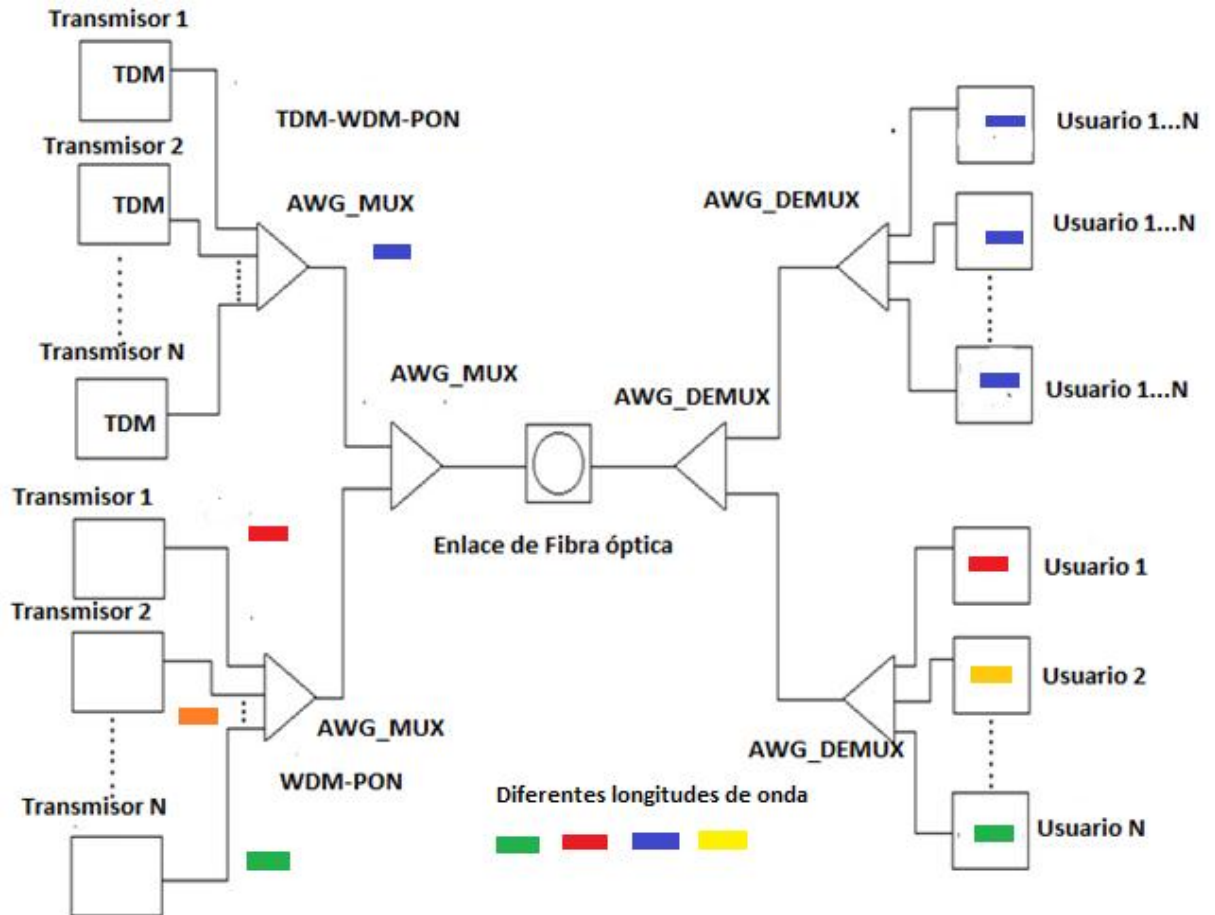 Transmisor 1
TDM
TDM-WDM-PON
Transmisor 2
TDM
AWG_MUX
Transmisor N
TDM
AWG_MUX
AWG_DEMUX
Usuario 1...N
Usuario 1...N
Usuario 1...N
AWG_DEMUX
Enlace de Fibra óptica
Transmisor 1
Transmisor 2
AWG_MUX
WDM-PON
Transmisor N
Usuario 1
Usuario 2
AWG_DEMUX
Usuario N
Diferentes longitudes de onda